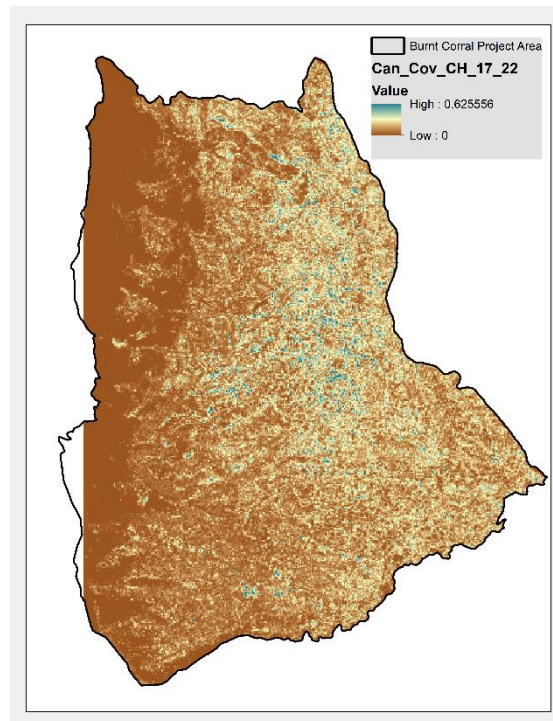 Burnt Corral Project Area
Can_Cov_CH_17_22
Value
High : 0.625556
Low : 0